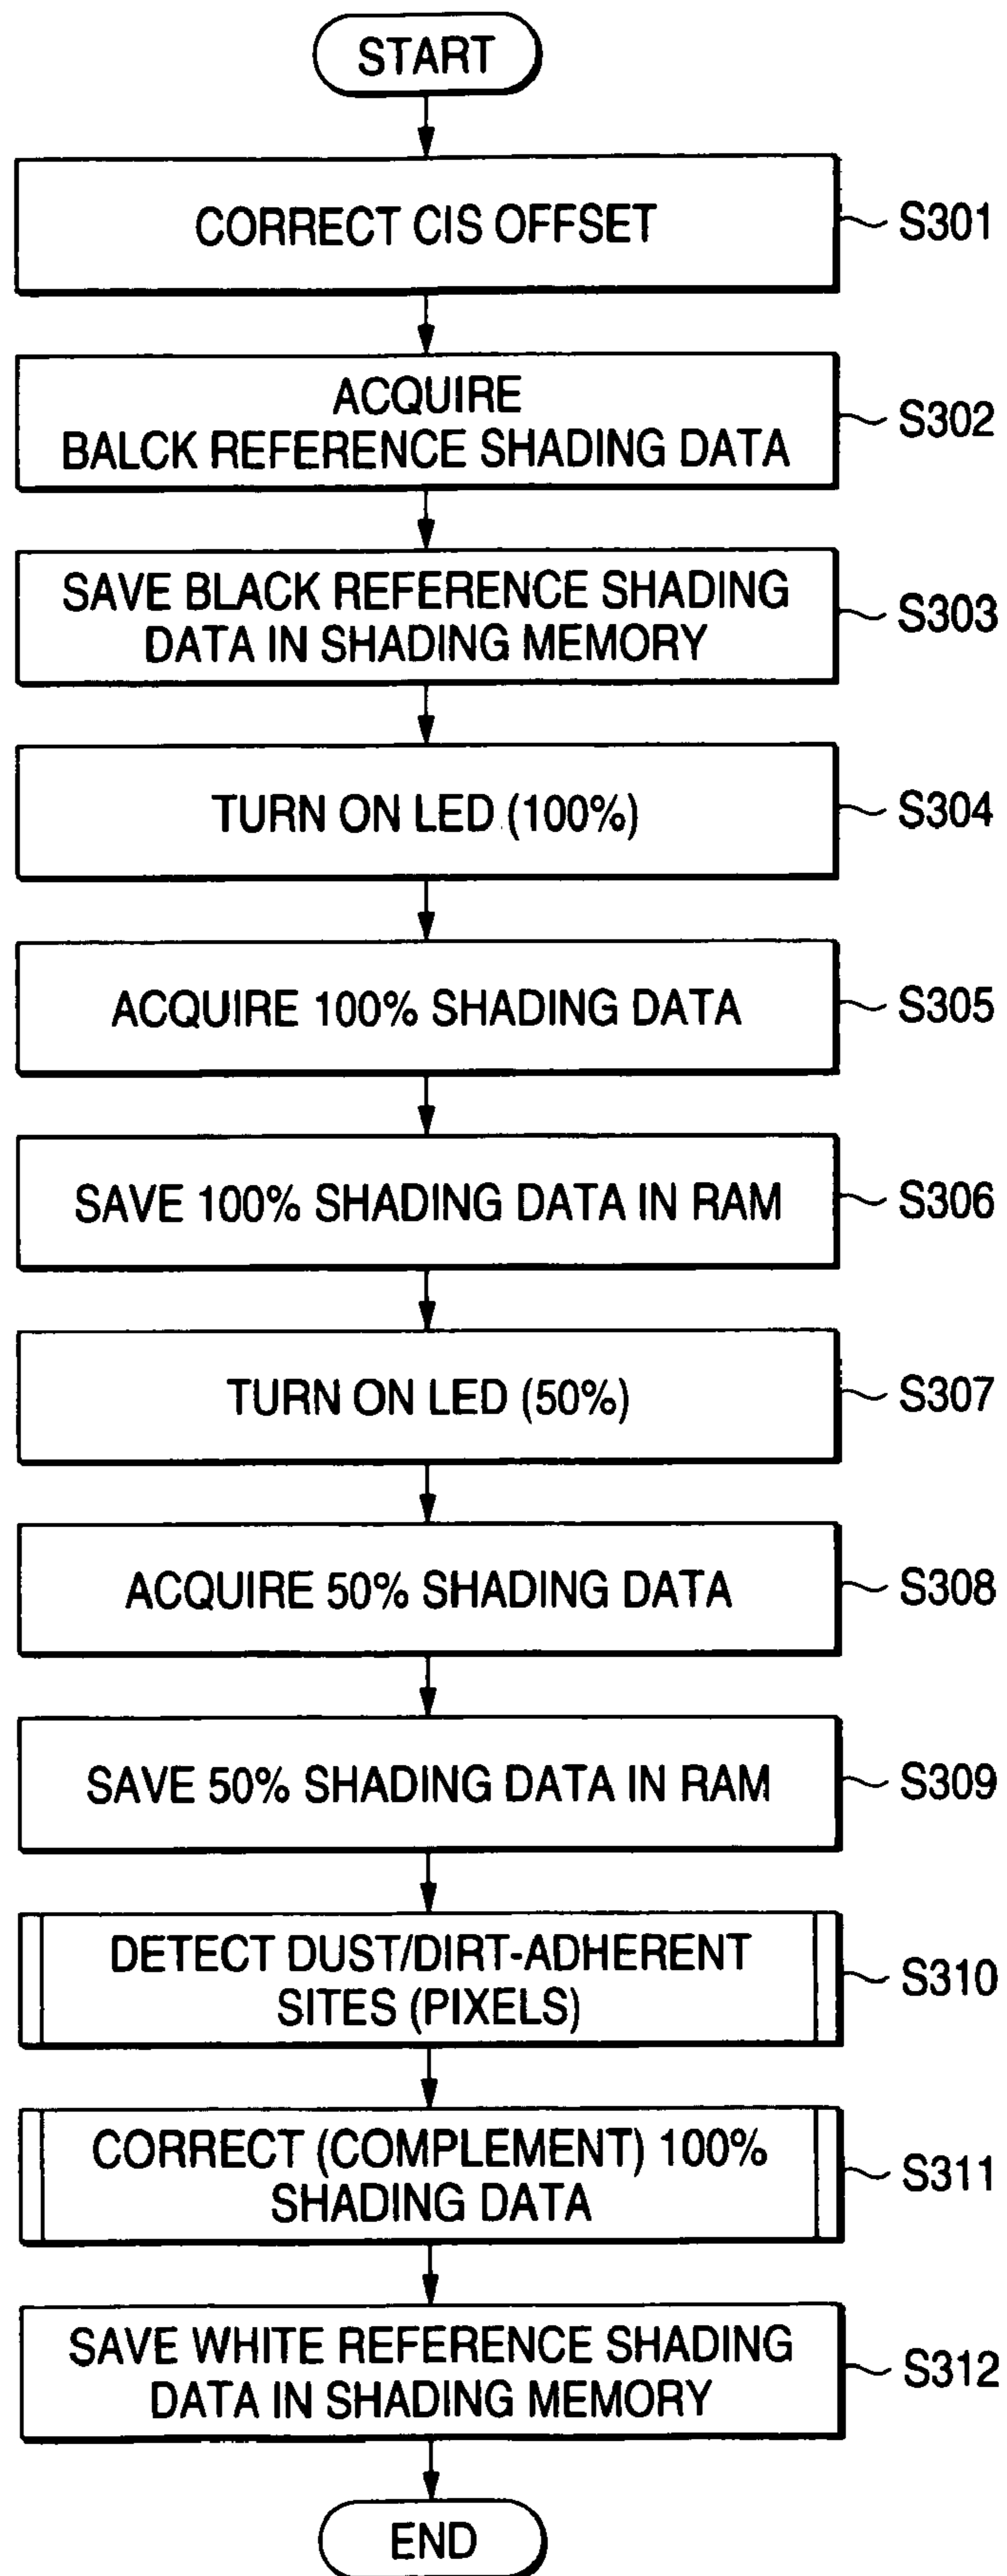 START
CORRECT CIS OFFSET
S301
ACQUIRE
BALCK REFERENCE SHADING DATA
S302
SAVE BLACK REFERENCE SHADING
DATA IN SHADING MEMORY
S303
TURN ON LED (100%)
S304
ACQUIRE 100% SHADING DATA
S305
SAVE 100% SHADING DATA IN RAM
S306
TURN ON LED (50%)
S307
ACQUIRE 50% SHADING DATA
S308
SAVE 50% SHADING DATA IN RAM
S309
DETECT DUST/DIRT-ADHERENT
SITES (PIXELS)
S310
CORRECT (COMPLEMENT) 100%
SHADING DATA
S311
SAVE WHITE REFERENCE SHADING
DATA IN SHADING MEMORY
S312
END